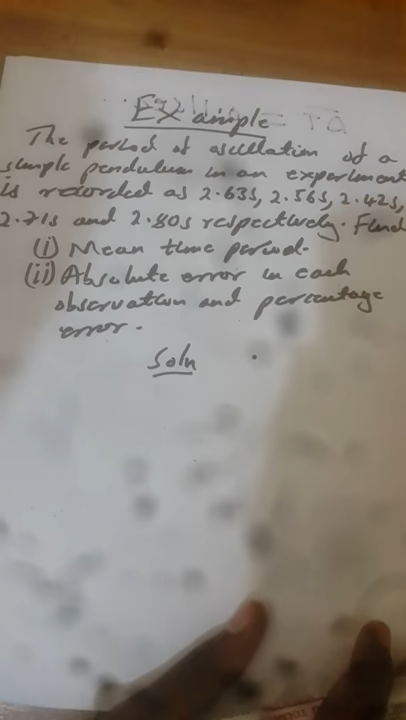 Example
The period of oscillation of a
simple pendulum in an experiment
is recorded as 2.63s, 2.56s, 2.42s,
2.71s and 2.80s respectively. Find
(i) Mean time period.
(ii) Absolute error in each
observation and percentage
error.
Soln